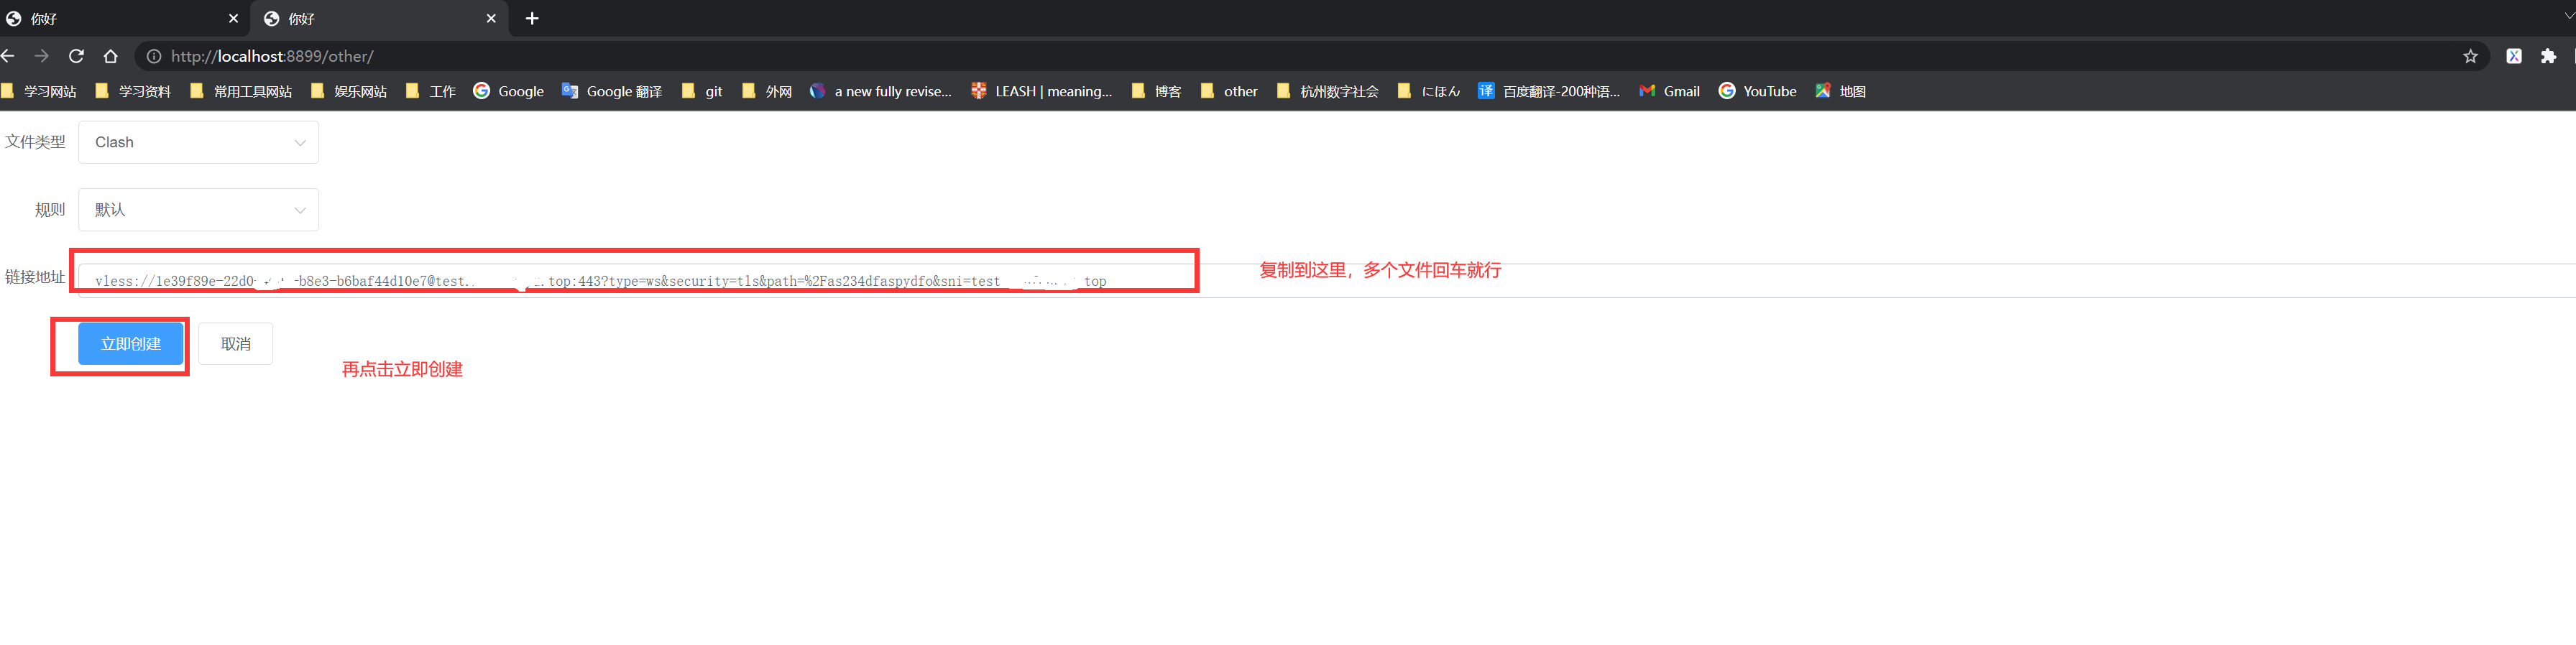 你好
你好
http://localhost:8899/other/
学习网站 学习资料 常用工具网站 娱乐网站 工作 Google Google 翻译 git 外网 a new fully revise... LEASH | meaning... 博客 other 杭州数字社会 にほん 百度翻译-200种语... Gmail YouTube 地图
文件类型 Clash
规则 默认
链接地址 vless://1e39f89e-22d0- -b8e3-b6baf44d10e7@test. .top:443?type=ws&security=tls&path=%2Fas234dfaspydfo&sni=test .top
复制到这里，多个文件回车就行
立即创建 取消
再点击立即创建